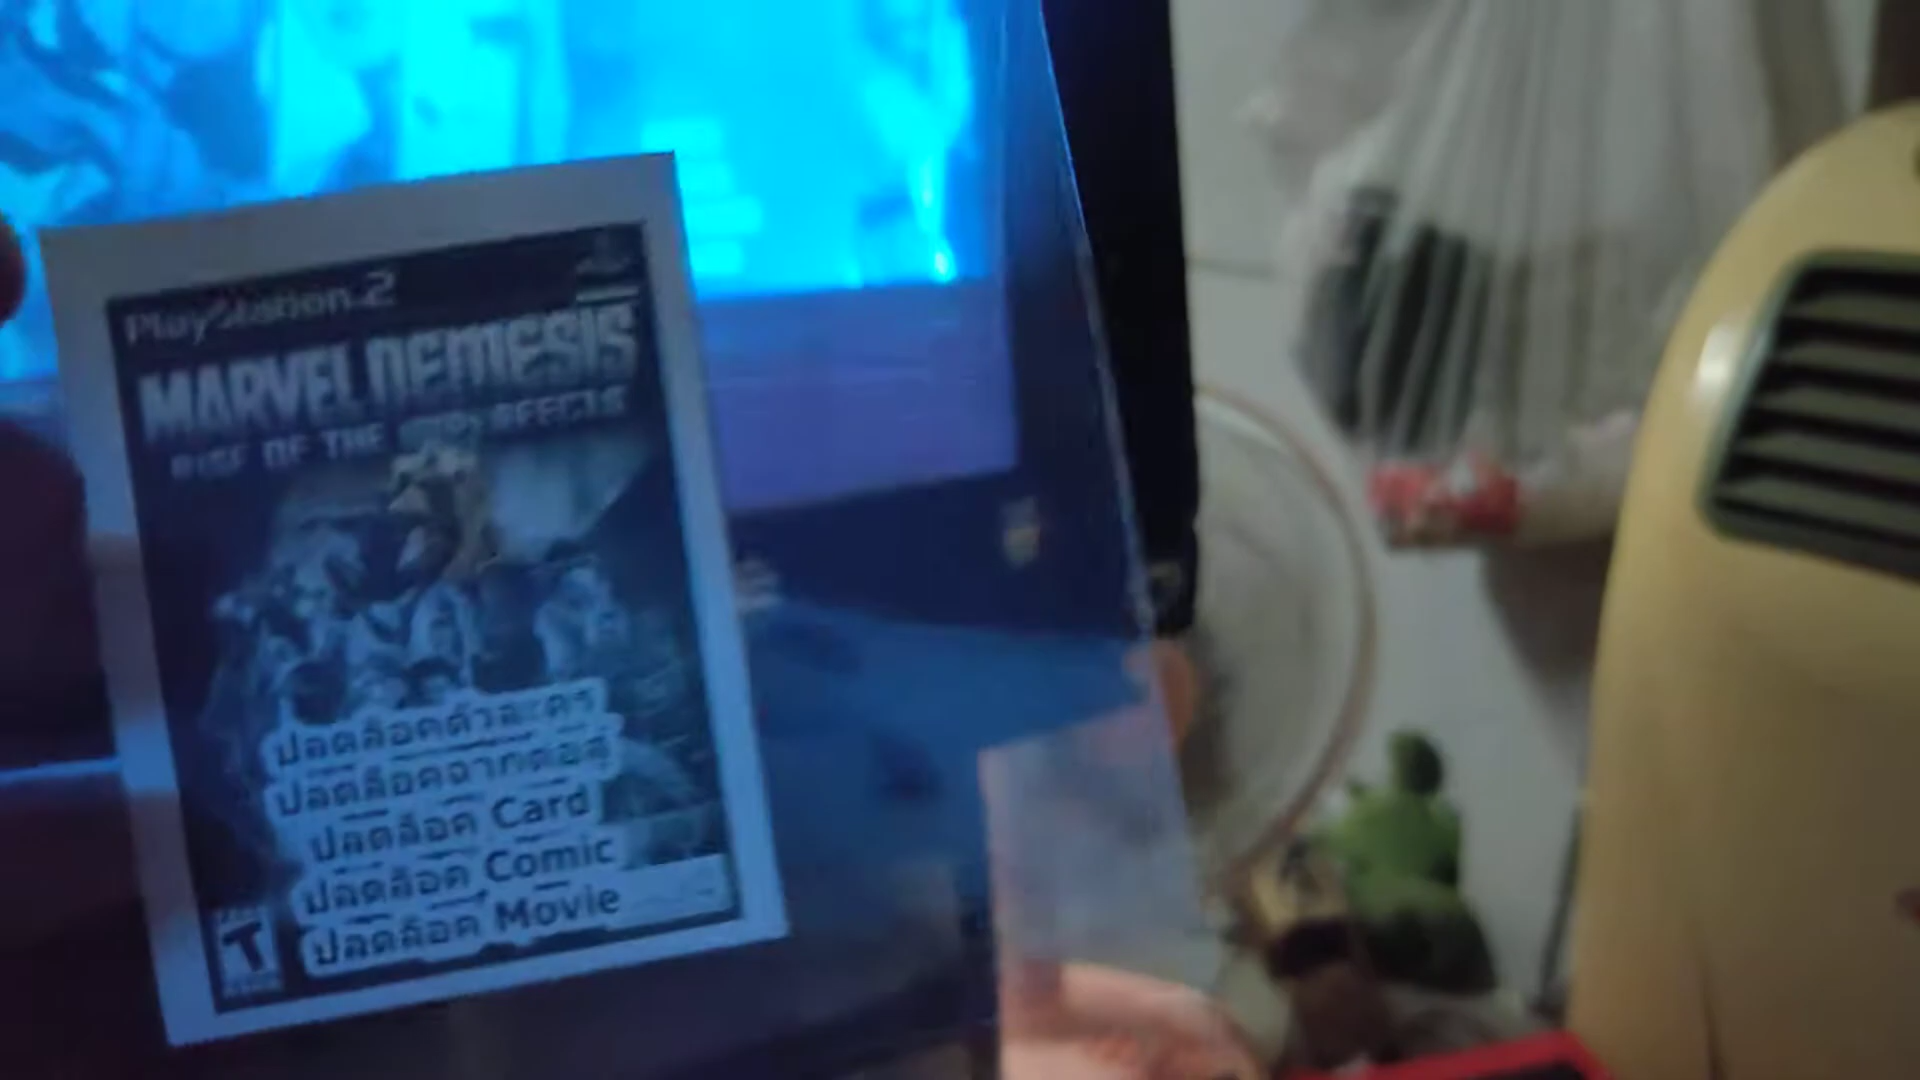 PlayStation 2
MARVEL NEMESIS
RISE OF THE IMPERFECTS
ปลดล็อคตัวละคร
ปลดล็อคฉากต่อสู้
ปลดล็อค Card
ปลดล็อค Comic
ปลดล็อค Movie
T